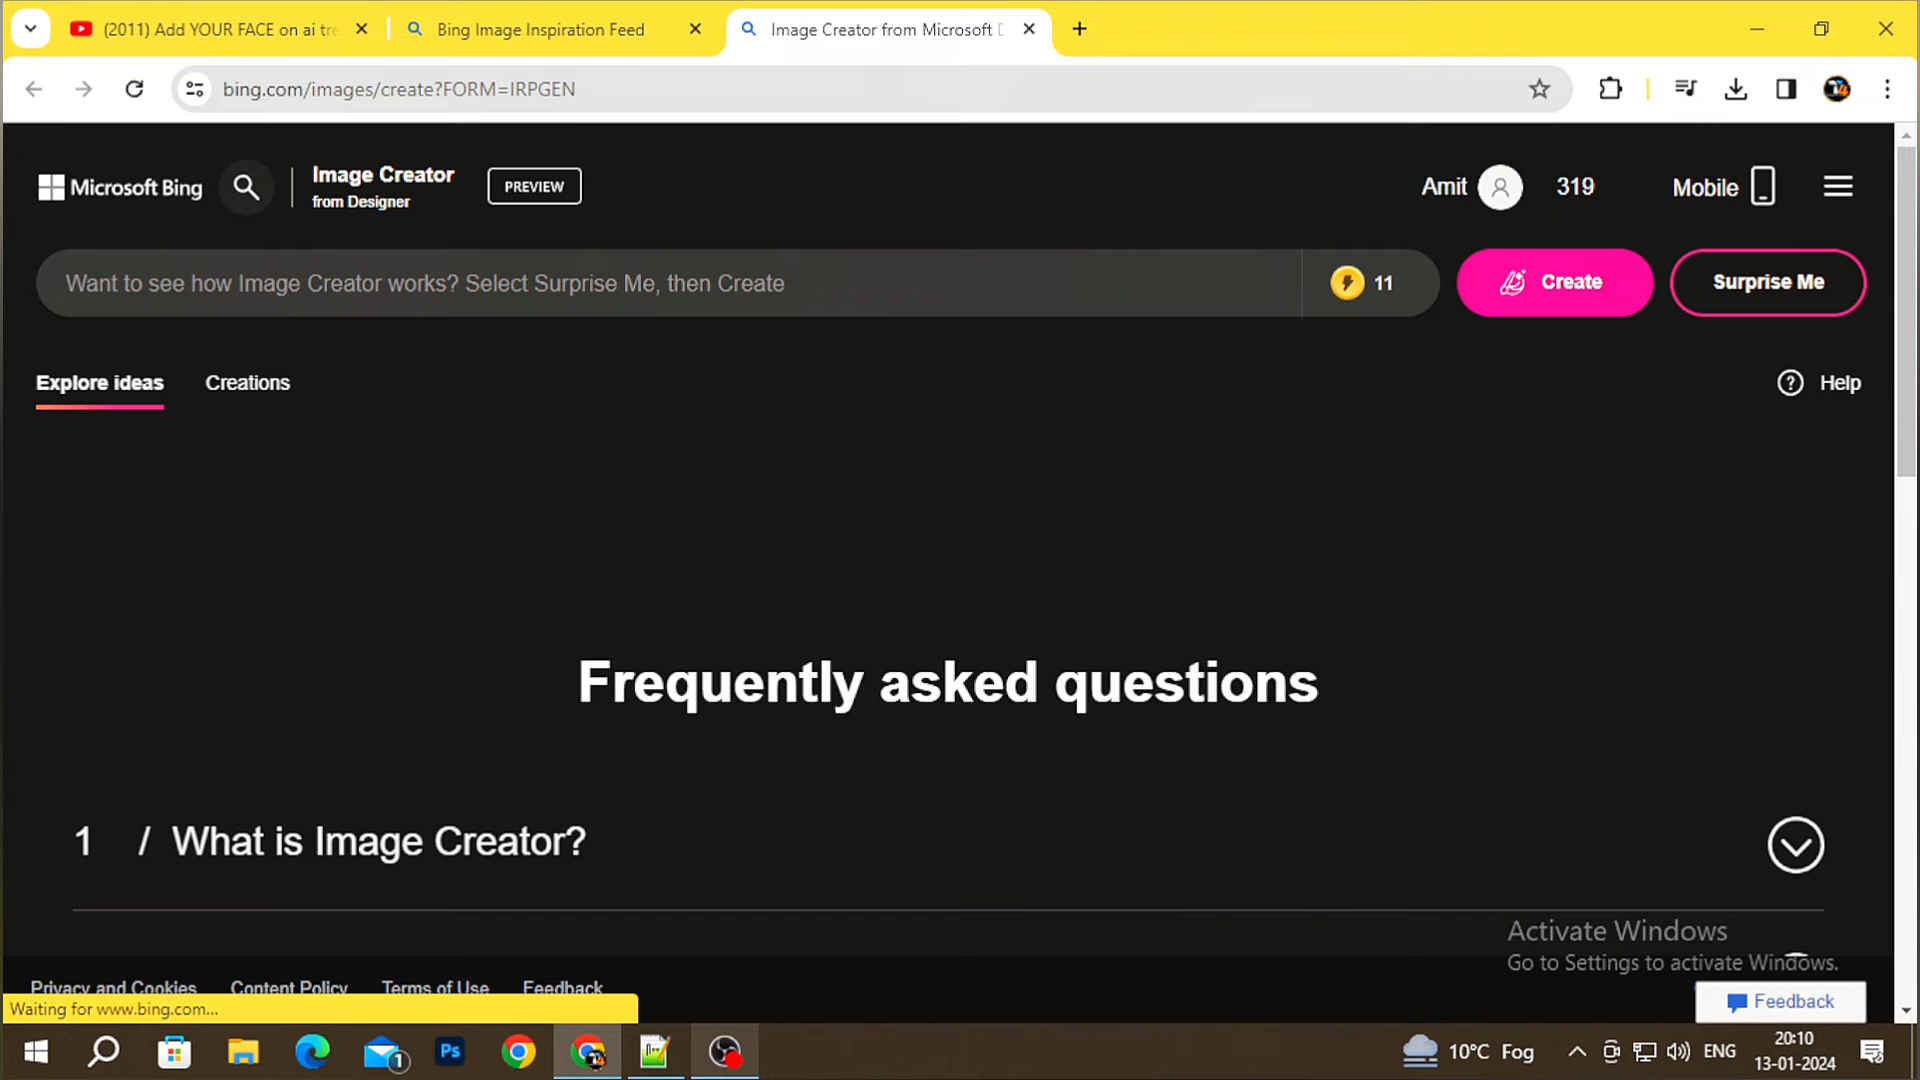 (2011) Add YOUR FACE on ai tre
Bing Image Inspiration Feed
Image Creator from Microsoft D
bing.com/images/create?FORM=IRPGEN
Microsoft Bing
Image Creator
from Designer
PREVIEW
Amit
319
Mobile
Want to see how Image Creator works? Select Surprise Me, then Create
11
Create
Surprise Me
Explore ideas
Creations
Help
Frequently asked questions
1 / What is Image Creator?
Activate Windows
Go to Settings to activate Windows.
Privacy and Cookies
Content Policy
Terms of Use
Feedback
Feedback
Waiting for www.bing.com...
1
Ps
10°C Fog
ENG
20:10
13-01-2024